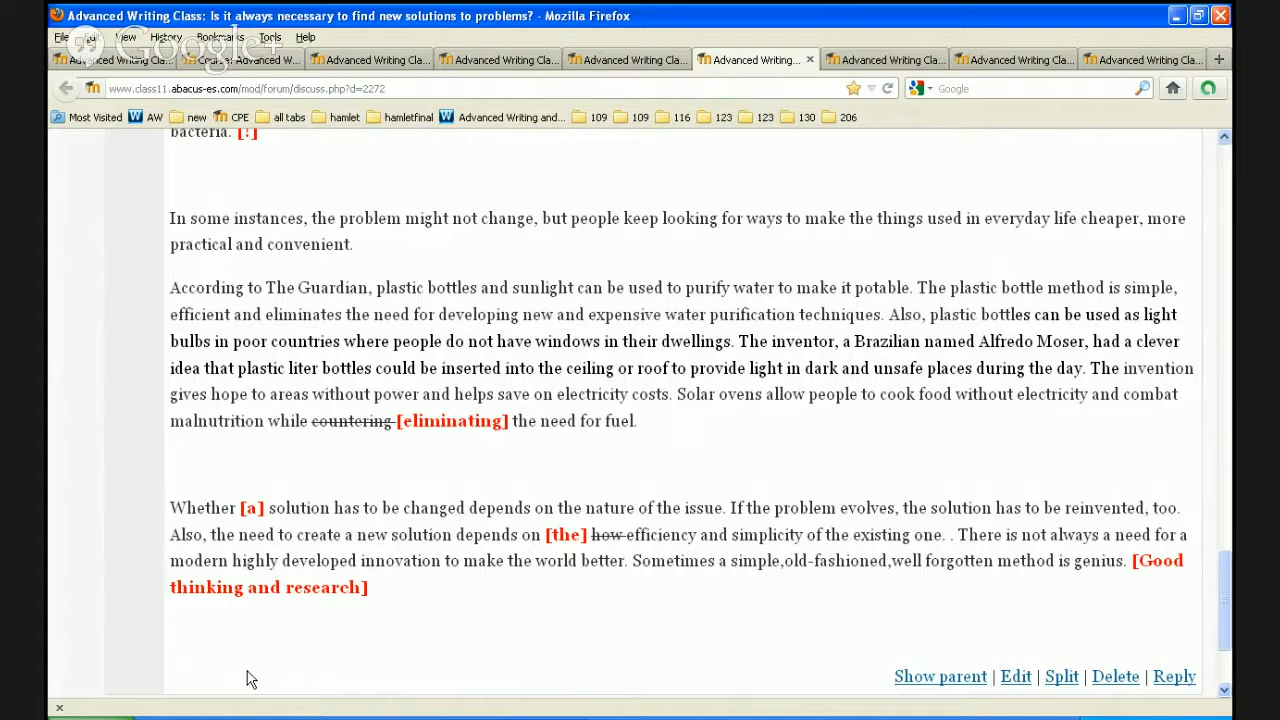 Advanced Writing Class: Is it always necessary to find new solutions to problems? - Mozilla Firefox
File Edit View History Bookmarks Tools Help
Google+
Advanced Writing Cla... Course: Advanced W... Advanced Writing Cla... Advanced Writing Cla... Advanced Writing Cla... Advanced Writing... Advanced Writing Cla... Advanced Writing Cla... Advanced Writing Cla...
www.class11.abacus-es.com/mod/forum/discuss.php?d=2272 Google
Most Visited AW new CPE all tabs hamlet hamletfinal Advanced Writing and... 109 109 116 123 123 130 206
bacteria. [!]
In some instances, the problem might not change, but people keep looking for ways to make the things used in everyday life cheaper, more
practical and convenient.
According to The Guardian, plastic bottles and sunlight can be used to purify water to make it potable. The plastic bottle method is simple,
efficient and eliminates the need for developing new and expensive water purification techniques. Also, plastic bottles can be used as light
bulbs in poor countries where people do not have windows in their dwellings. The inventor, a Brazilian named Alfredo Moser, had a clever
idea that plastic liter bottles could be inserted into the ceiling or roof to provide light in dark and unsafe places during the day. The invention
gives hope to areas without power and helps save on electricity costs. Solar ovens allow people to cook food without electricity and combat
malnutrition while countering [eliminating] the need for fuel.
Whether [a] solution has to be changed depends on the nature of the issue. If the problem evolves, the solution has to be reinvented, too.
Also, the need to create a new solution depends on [the] how efficiency and simplicity of the existing one. . There is not always a need for a
modern highly developed innovation to make the world better. Sometimes a simple,old-fashioned,well forgotten method is genius. [Good
thinking and research]
Show parent | Edit | Split | Delete | Reply